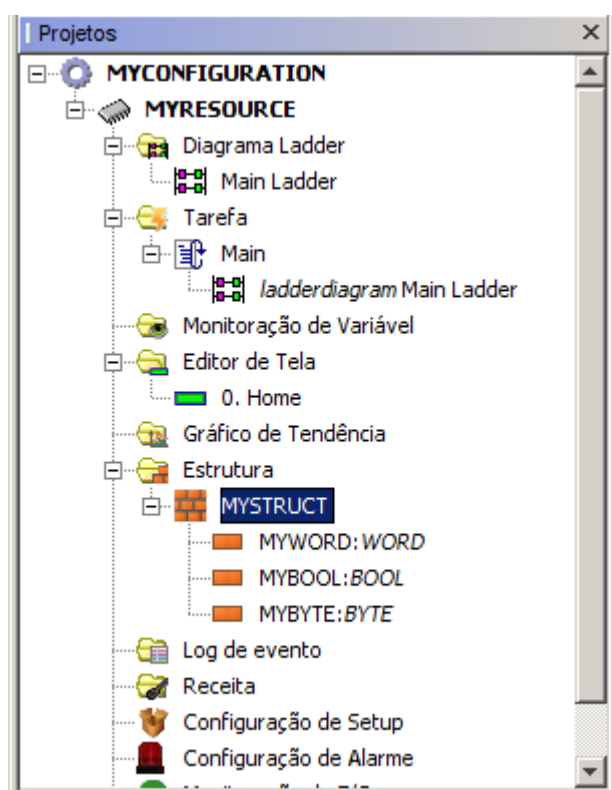 Projetos
MYCONFIGURATION
MYRESOURCE
Diagrama Ladder
Main Ladder
Tarefa
Main
ladderdiagram Main Ladder
Monitoração de Variável
Editor de Tela
0. Home
Gráfico de Tendência
Estrutura
MYSTRUCT
MYWORD:WORD
MYBOOL:BOOL
MYBYTE:BYTE
Log de evento
Receita
Configuração de Setup
Configuração de Alarme